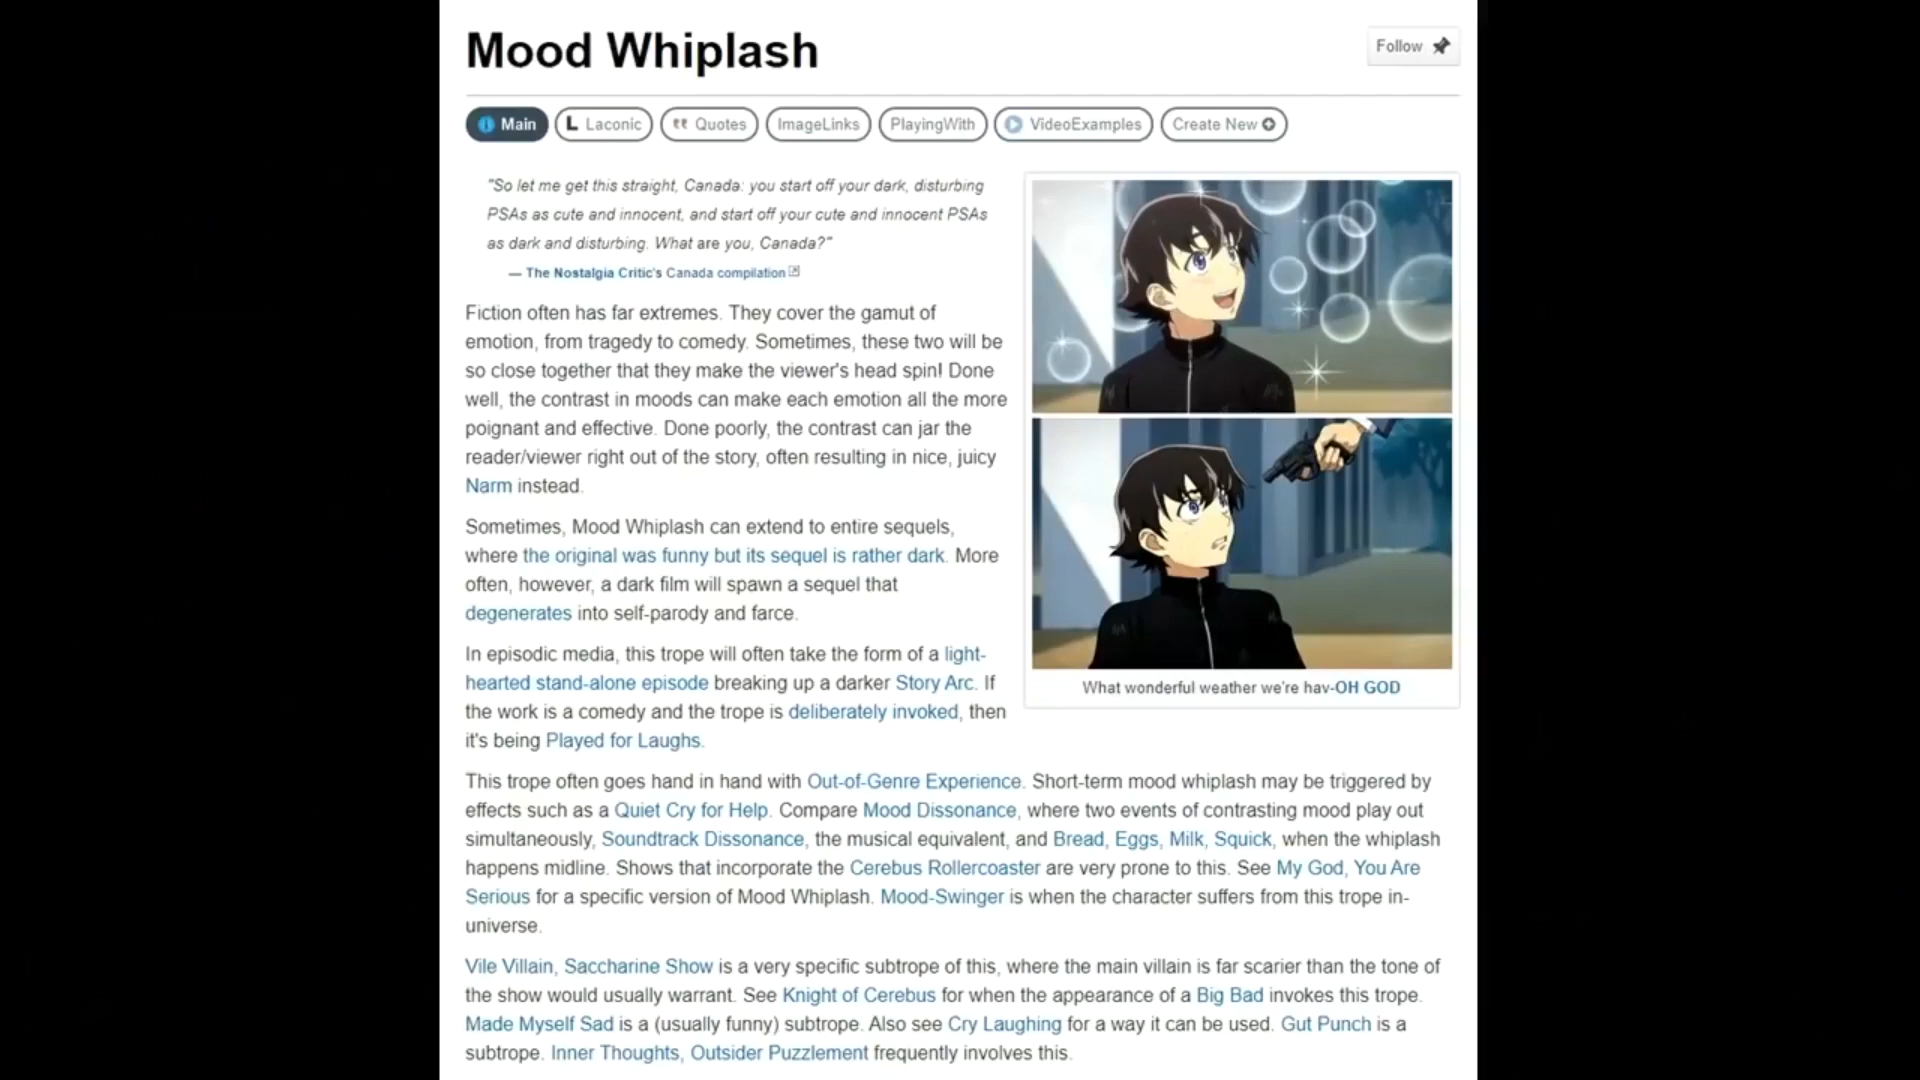 Mood Whiplash
Follow
Main
Laconic
Quotes
ImageLinks
PlayingWith
VideoExamples
Create New
"So let me get this straight, Canada: you start off your dark, disturbing
PSAs as cute and innocent, and start off your cute and innocent PSAs
as dark and disturbing. What are you, Canada?"
— The Nostalgia Critic's Canada compilation
Fiction often has far extremes. They cover the gamut of
emotion, from tragedy to comedy. Sometimes, these two will be
so close together that they make the viewer's head spin! Done
well, the contrast in moods can make each emotion all the more
poignant and effective. Done poorly, the contrast can jar the
reader/viewer right out of the story, often resulting in nice, juicy
Narm instead.
Sometimes, Mood Whiplash can extend to entire sequels,
where the original was funny but its sequel is rather dark. More
often, however, a dark film will spawn a sequel that
degenerates into self-parody and farce.
In episodic media, this trope will often take the form of a light-
hearted stand-alone episode breaking up a darker Story Arc. If
the work is a comedy and the trope is deliberately invoked, then
it's being Played for Laughs.
What wonderful weather we're hav-OH GOD
This trope often goes hand in hand with Out-of-Genre Experience. Short-term mood whiplash may be triggered by
effects such as a Quiet Cry for Help. Compare Mood Dissonance, where two events of contrasting mood play out
simultaneously, Soundtrack Dissonance, the musical equivalent, and Bread, Eggs, Milk, Squick, when the whiplash
happens midline. Shows that incorporate the Cerebus Rollercoaster are very prone to this. See My God, You Are
Serious for a specific version of Mood Whiplash. Mood-Swinger is when the character suffers from this trope in-
universe.
Vile Villain, Saccharine Show is a very specific subtrope of this, where the main villain is far scarier than the tone of
the show would usually warrant. See Knight of Cerebus for when the appearance of a Big Bad invokes this trope.
Made Myself Sad is a (usually funny) subtrope. Also see Cry Laughing for a way it can be used. Gut Punch is a
subtrope. Inner Thoughts, Outsider Puzzlement frequently involves this.